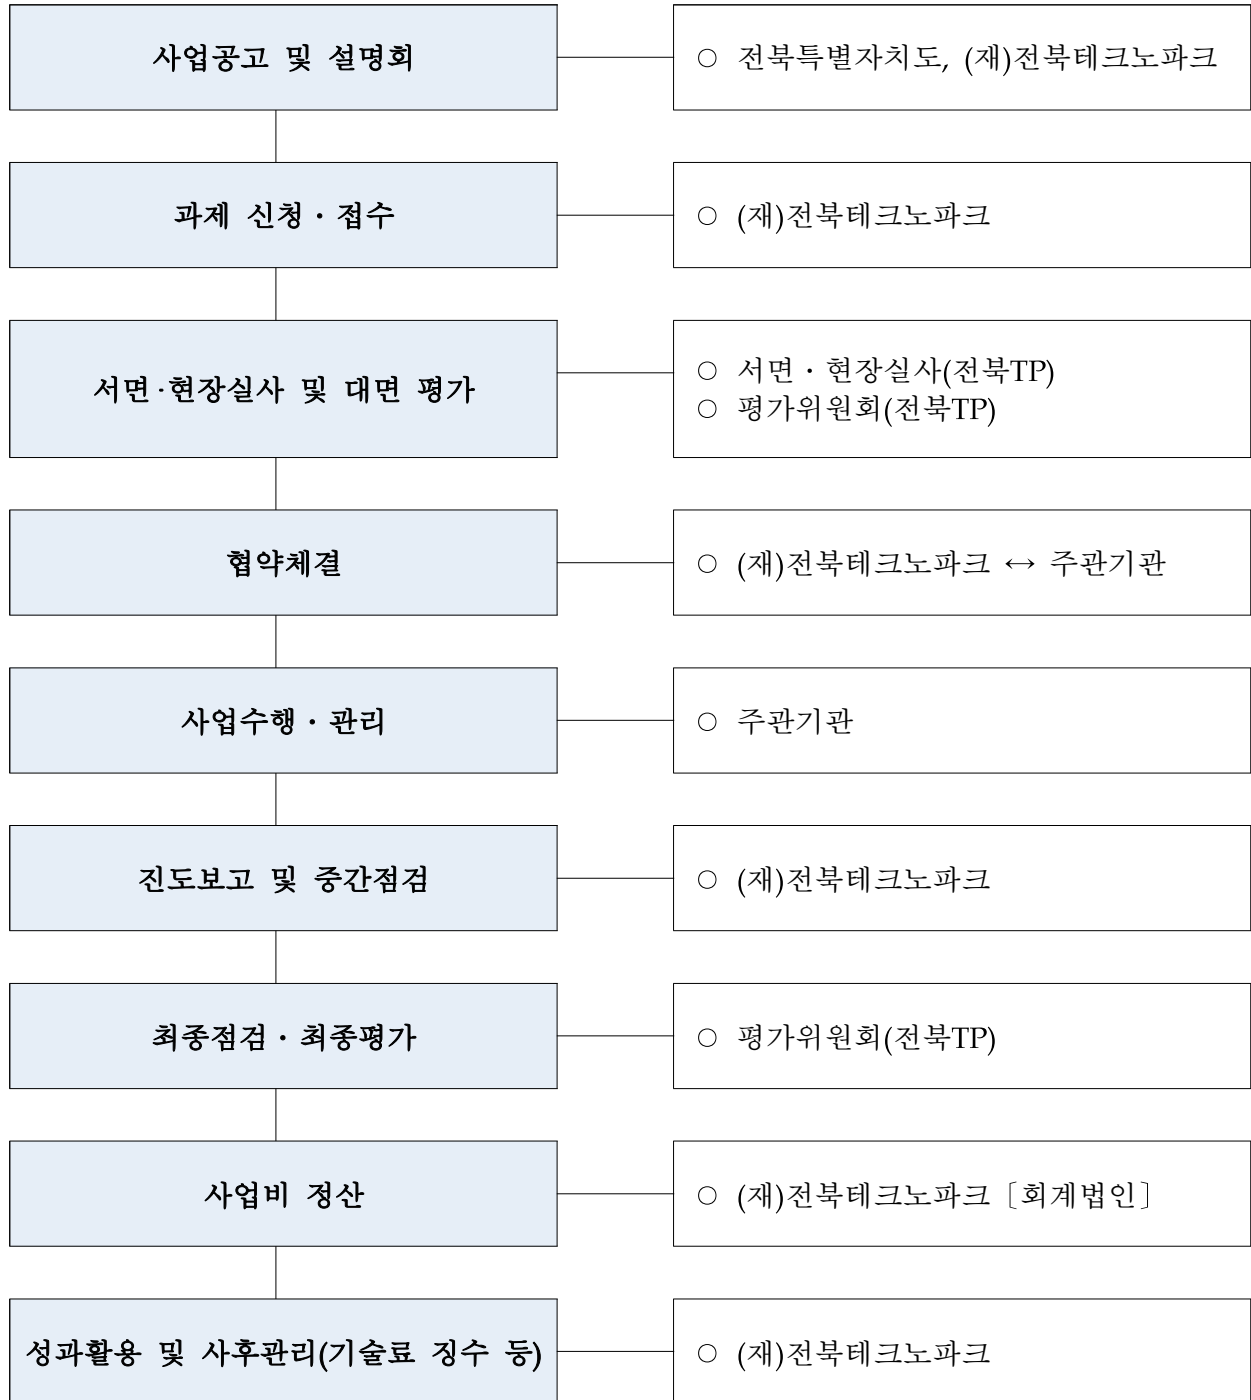 사업공고 및 설명회
○ 전북특별자치도, (재)전북테크노파크
과제 신청·접수
○ (재)전북테크노파크
서면·현장실사 및 대면 평가
○ 서면·현장실사(전북TP)
○ 평가위원회(전북TP)
협약체결
○ (재)전북테크노파크 ↔ 주관기관
사업수행·관리
○ 주관기관
진도보고 및 중간점검
○ (재)전북테크노파크
최종점검·최종평가
○ 평가위원회(전북TP)
사업비 정산
○ (재)전북테크노파크 [회계법인]
성과활용 및 사후관리(기술료 징수 등)
○ (재)전북테크노파크